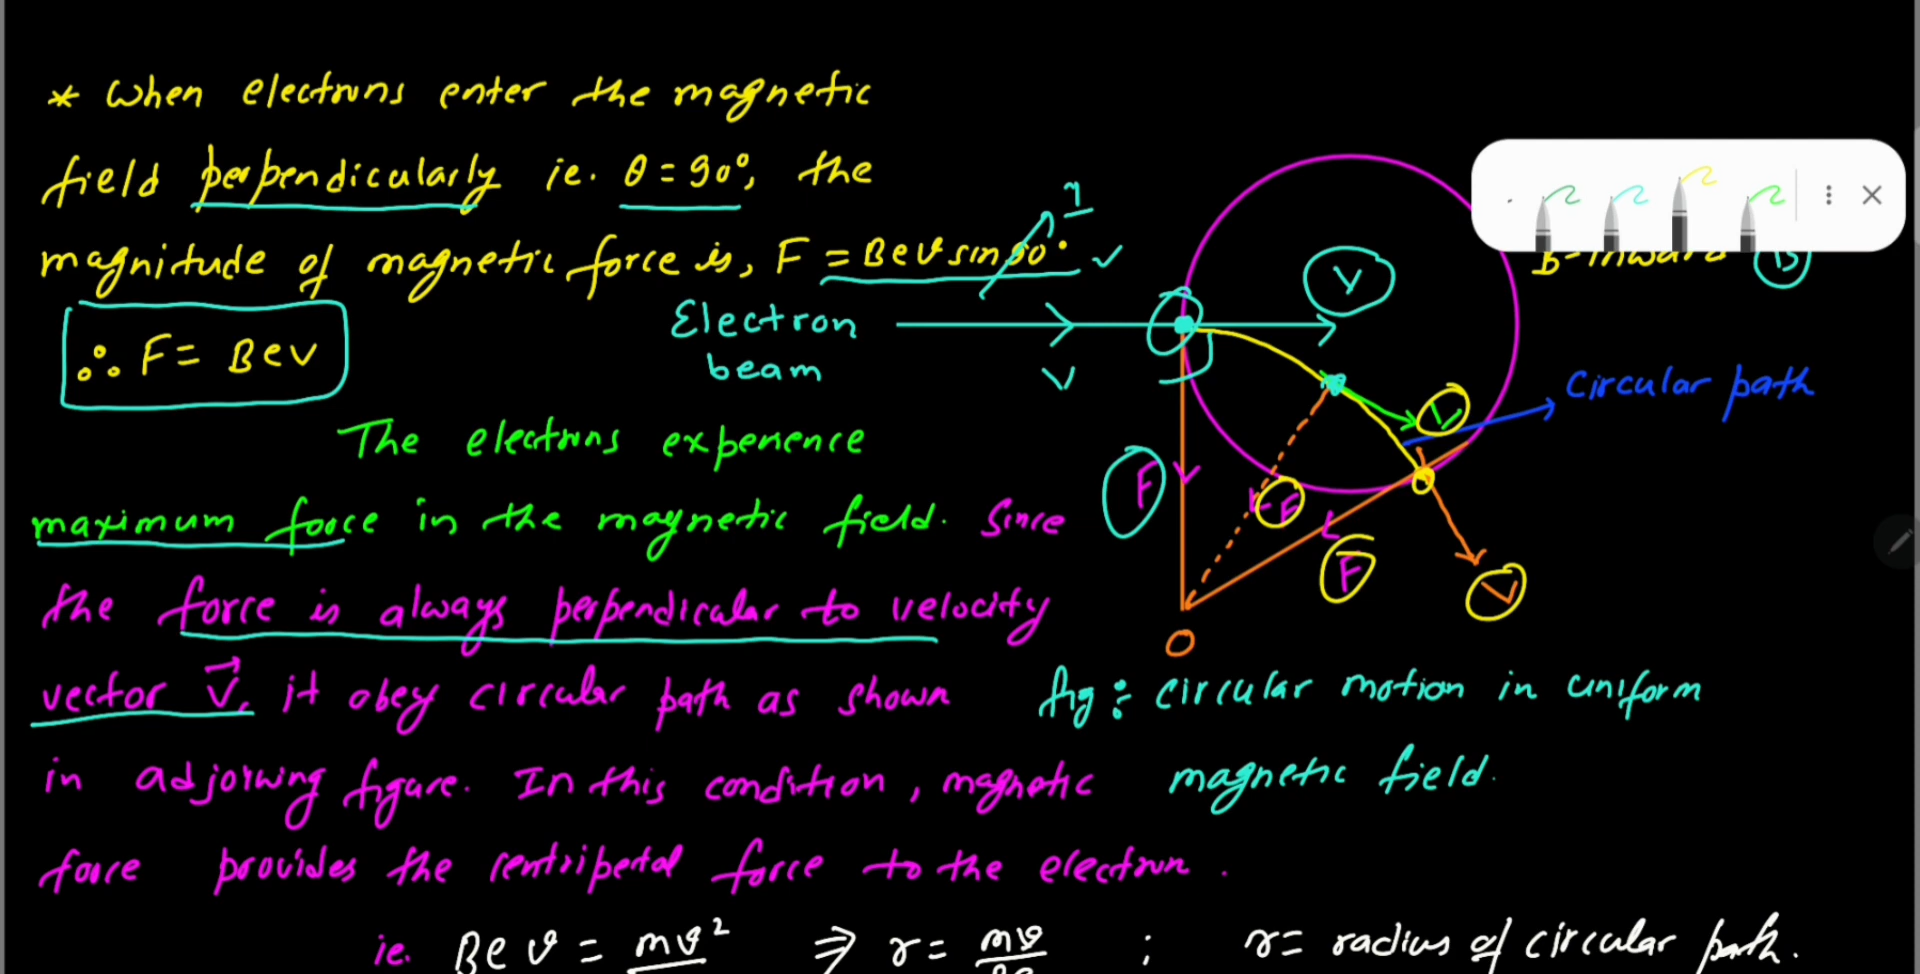 * When electrons enter the magnetic
field perpendicularly ie. θ = 90°, the
magnitude of magnetic force is, F = Bev sin 90° ✓
1
∴ F = Bev
Electron
beam
V
V
B-inward
B
Circular path
V
F
F
F
V
O
The electrons experience
maximum force in the magnetic field. Since
the force is always perpendicular to velocity
vector v⃗, it obey circular path as shown
in adjoining figure. In this condition, magnetic
force provides the centripetal force to the electron.
fig: circular motion in uniform
magnetic field.
ie. Bev = mv² ⇒ r = mv ; r = radius of circular path.